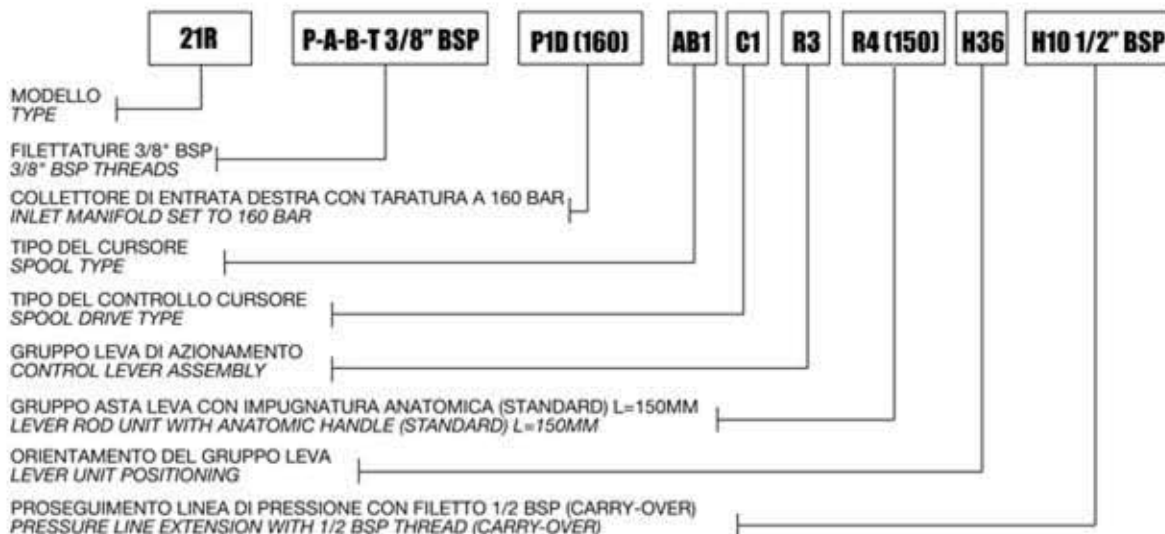 21R P-A-B-T 3/8" BSP P1D (160) AB1 C1 R3 R4 (150) H36 H10 1/2" BSP
MODELLO
TYPE
FILETTATURE 3/8" BSP
3/8" BSP THREADS
COLLETTORE DI ENTRATA DESTRA CON TARATURA A 160 BAR
INLET MANIFOLD SET TO 160 BAR
TIPO DEL CURSORE
SPOOL TYPE
TIPO DEL CONTROLLO CURSORE
SPOOL DRIVE TYPE
GRUPPO LEVA DI AZIONAMENTO
CONTROL LEVER ASSEMBLY
GRUPPO ASTA LEVA CON IMPUGNATURA ANATOMICA (STANDARD) L=150MM
LEVER ROD UNIT WITH ANATOMIC HANDLE (STANDARD) L=150MM
ORIENTAMENTO DEL GRUPPO LEVA
LEVER UNIT POSITIONING
PROSEGUIMENTO LINEA DI PRESSIONE CON FILETTO 1/2 BSP (CARRY-OVER)
PRESSURE LINE EXTENSION WITH 1/2 BSP THREAD (CARRY-OVER)